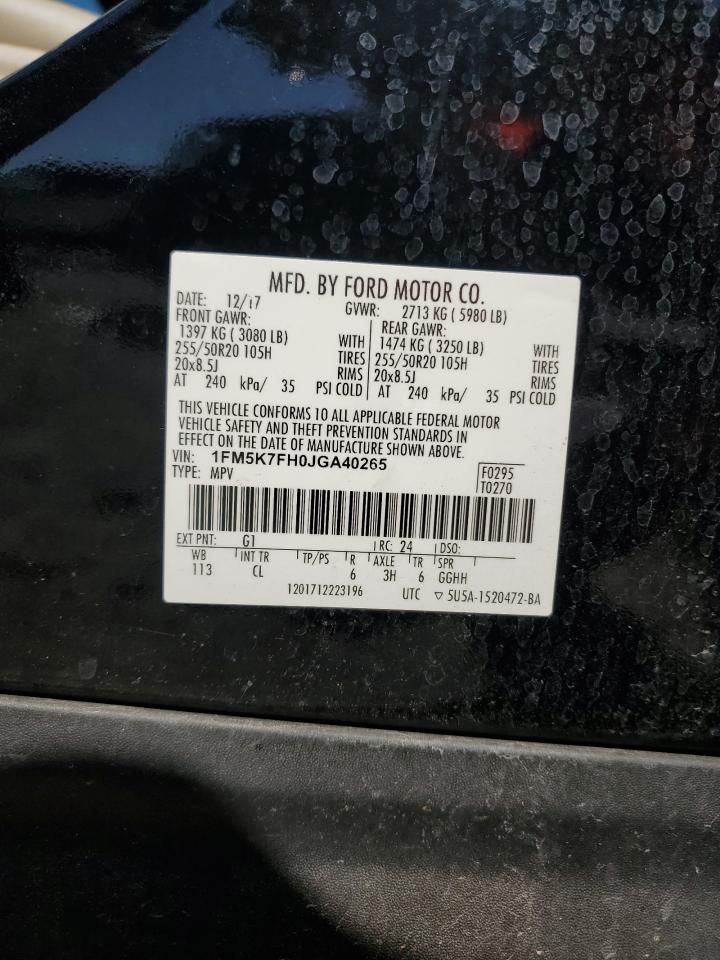 MFD. BY FORD MOTOR CO.
DATE: 12/17 GVWR: 2713 KG ( 5980 LB)
FRONT GAWR: REAR GAWR:
1397 KG ( 3080 LB) WITH 1474 KG ( 3250 LB) WITH
255/50R20 105H TIRES 255/50R20 105H TIRES
20x8.5J RIMS 20x8.5J RIMS
AT 240 kPa/ 35 PSI COLD AT 240 kPa/ 35 PSI COLD
THIS VEHICLE CONFORMS TO ALL APPLICABLE FEDERAL MOTOR
VEHICLE SAFETY AND THEFT PREVENTION STANDARDS IN
EFFECT ON THE DATE OF MANUFACTURE SHOWN ABOVE.
VIN: 1FM5K7FH0JGA40265 F0295
TYPE: MPV T0270
EXT PNT: G1 RC: 24 DSO:
WB INT TR TP/PS R AXLE TR SPR
113 CL 6 3H 6 GGHH
1201712223196 UTC ▽ 5U5A-1520472-BA